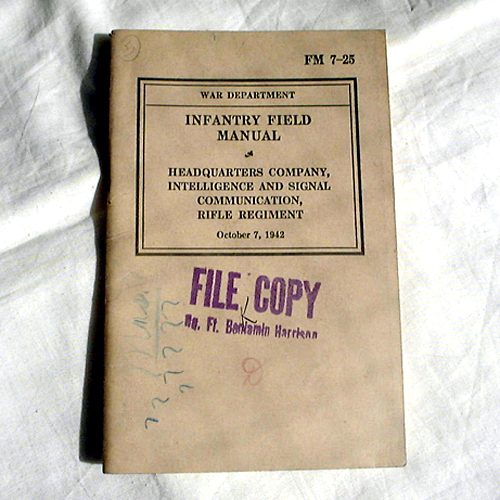 FM 7-25
WAR DEPARTMENT
INFANTRY FIELD
MANUAL
HEADQUARTERS COMPANY,
INTELLIGENCE AND SIGNAL
COMMUNICATION,
RIFLE REGIMENT
October 7, 1942
FILE COPY
Hq. Ft. Benjamin Harrison